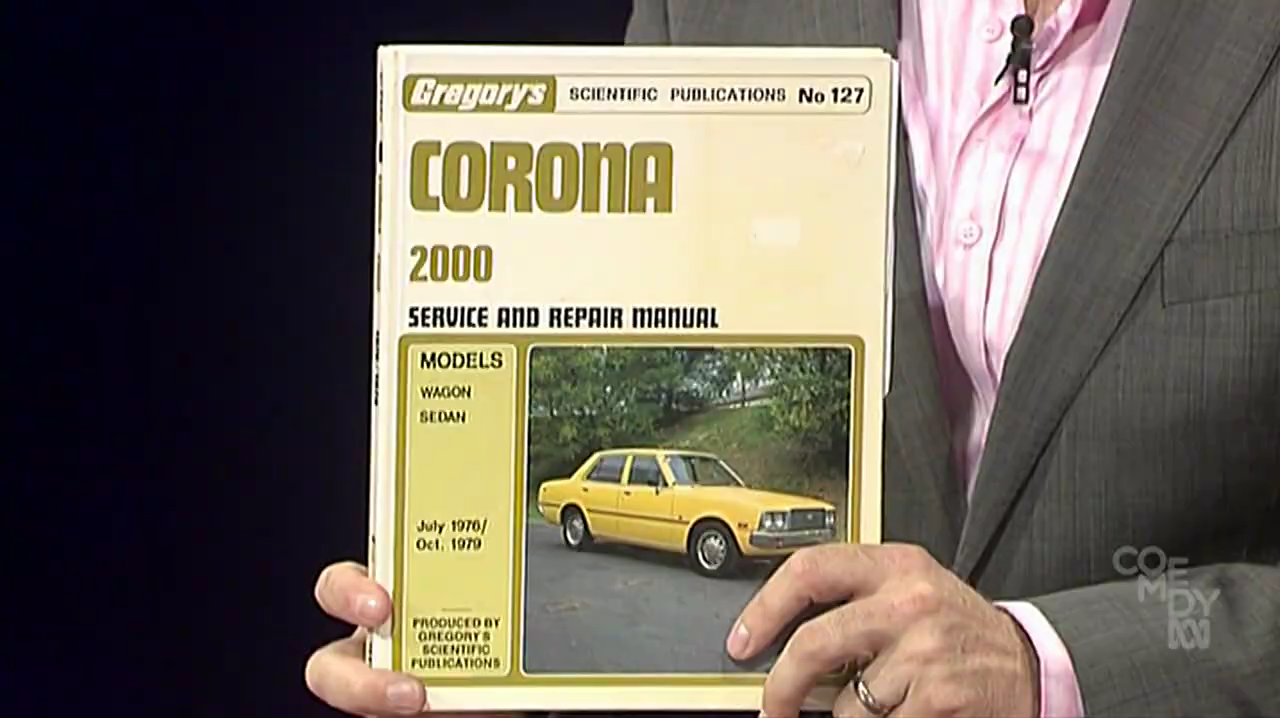 Gregory's SCIENTIFIC PUBLICATIONS No 127
CORONA
2000
SERVICE AND REPAIR MANUAL
MODELS
WAGON
SEDAN
July 1976/
Oct. 1979
PRODUCED BY
GREGORY'S
SCIENTIFIC
PUBLICATIONS
COMEDY